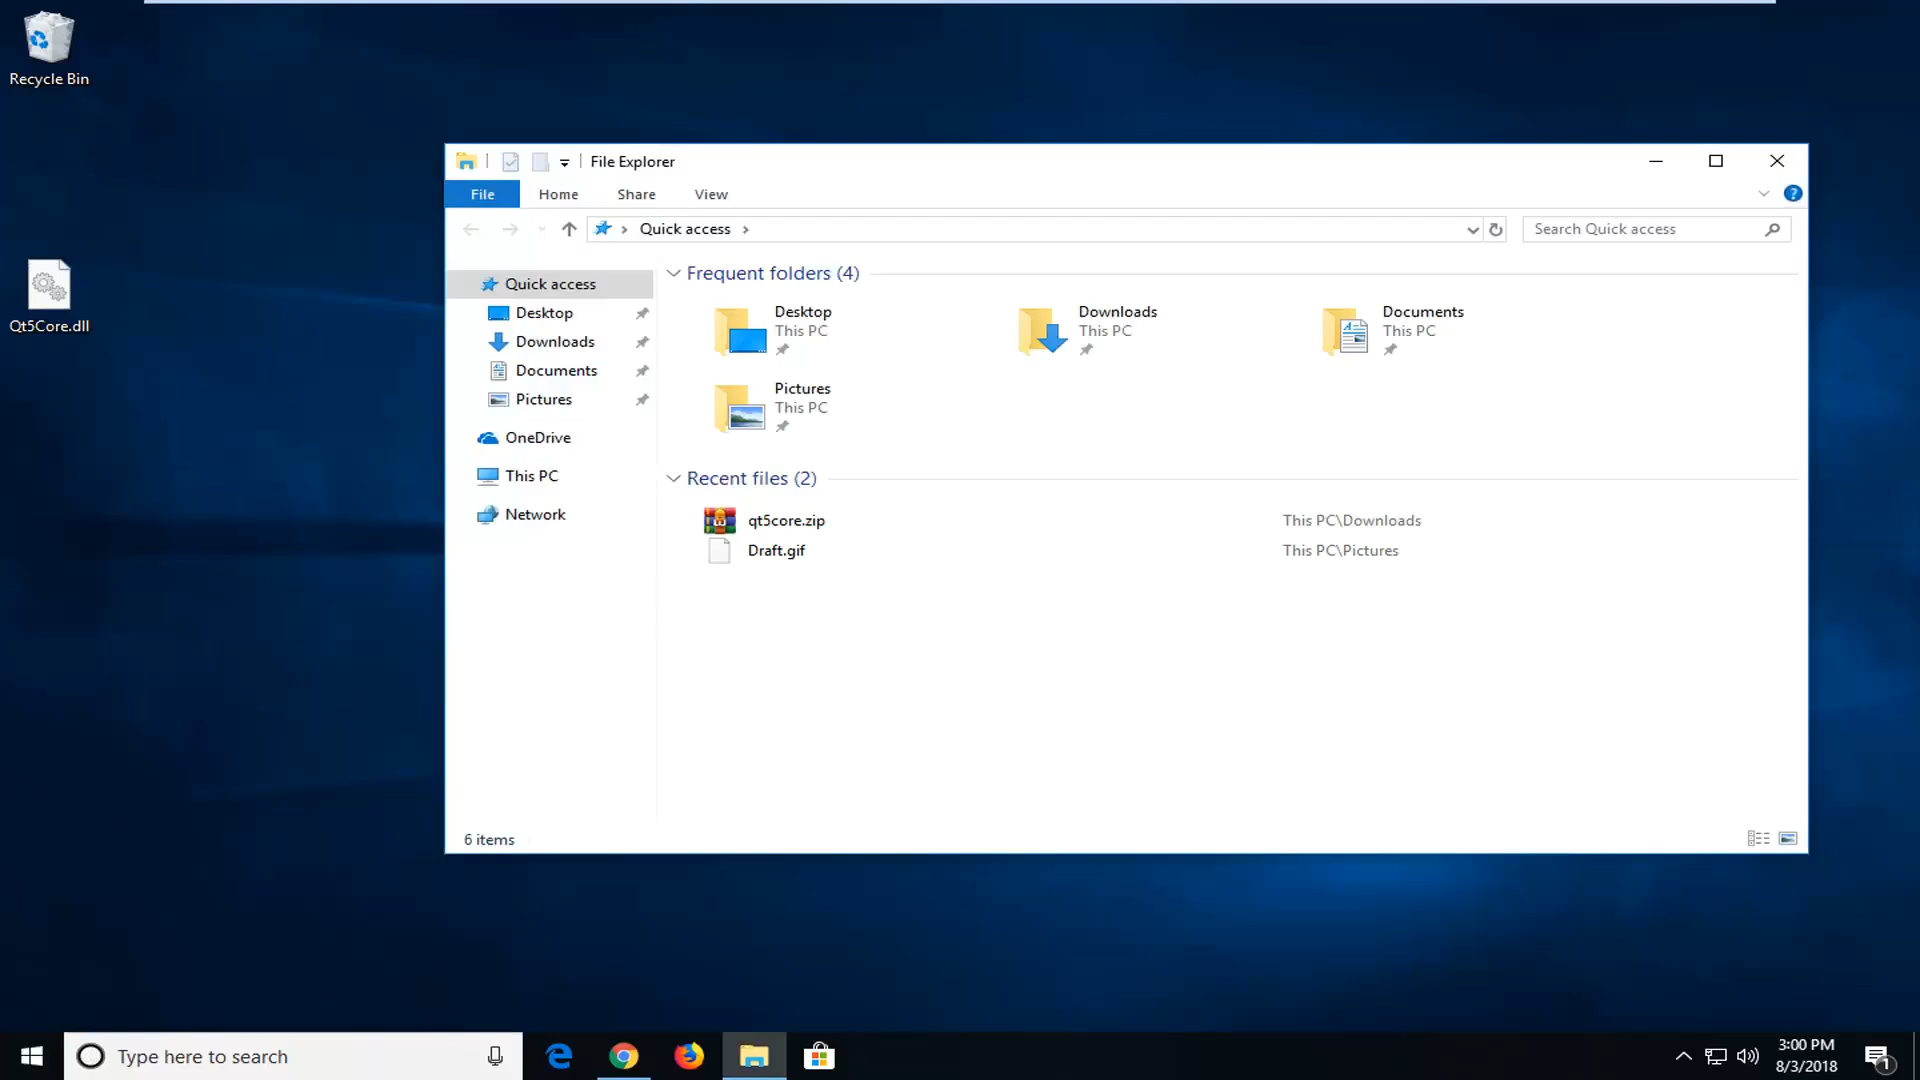 Recycle Bin
Qt5Core.dll
File Explorer
File Home Share View
?
Quick access
Search Quick access
Quick access
Desktop
Downloads
Documents
Pictures
OneDrive
This PC
Network
Frequent folders (4)
Desktop
This PC
Downloads
This PC
Documents
This PC
Pictures
This PC
Recent files (2)
qt5core.zip This PC\Downloads
Draft.gif This PC\Pictures
6 items
Type here to search
3:00 PM
8/3/2018
1